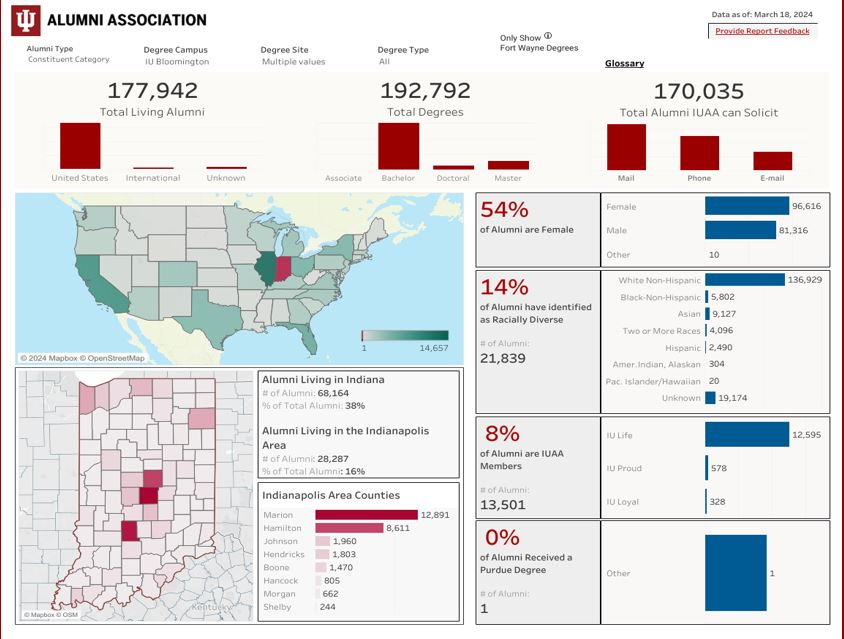 ALUMNI ASSOCIATION
Data as of: March 18, 2024
Provide Report Feedback
Alumni Type
Constituent Category
Degree Campus
IU Bloomington
Degree Site
Multiple values
Degree Type
All
Only Show
Fort Wayne Degrees
Glossary
177,942
Total Living Alumni
United States International Unknown
192,792
Total Degrees
Associate Bachelor Doctoral Master
170,035
Total Alumni IUAA can Solicit
Mail Phone E-mail
1 14,657
© 2024 Mapbox © OpenStreetMap
54%
of Alumni are Female
Female 96,616
Male 81,316
Other 10
14%
of Alumni have identified
as Racially Diverse
# of Alumni:
21,839
White Non-Hispanic 136,929
Black-Non-Hispanic 5,802
Asian 9,127
Two or More Races 4,096
Hispanic 2,490
Amer.Indian, Alaskan 304
Pac. Islander/Hawaiian 20
Unknown 19,174
Kentucky
© Mapbox © OSM
Alumni Living in Indiana
# of Alumni: 68,164
% of Total Alumni: 38%
Alumni Living in the Indianapolis
Area
# of Alumni: 28,287
% of Total Alumni: 16%
Indianapolis Area Counties
Marion 12,891
Hamilton 8,611
Johnson 1,960
Hendricks 1,803
Boone 1,470
Hancock 805
Morgan 662
Shelby 244
8%
of Alumni are IUAA
Members
# of Alumni:
13,501
IU Life 12,595
IU Proud 578
IU Loyal 328
0%
of Alumni Received a
Purdue Degree
# of Alumni:
1
Other 1